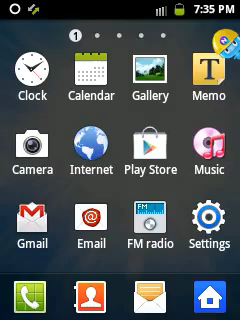 7:35 PM
1
Clock Calendar Gallery Memo
Camera Internet Play Store Music
FM
Gmail Email FM radio Settings